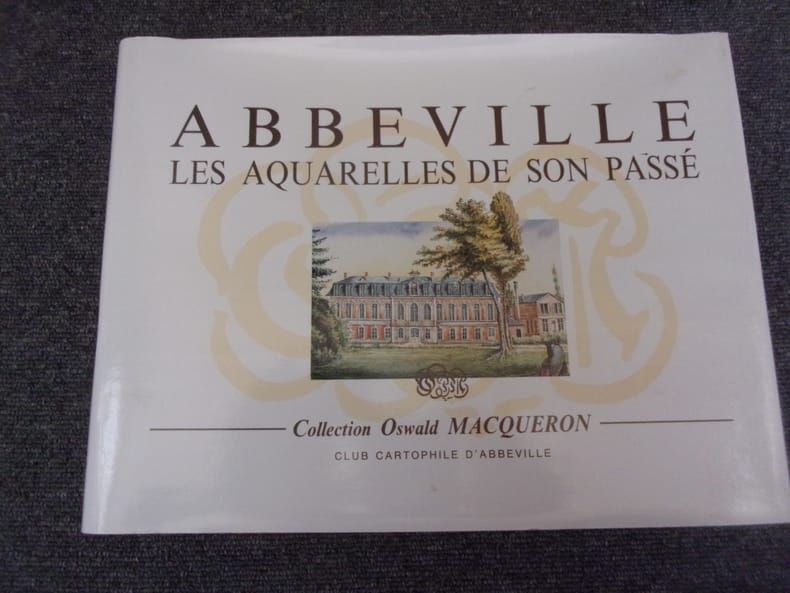 ABBEVILLE
LES AQUARELLES DE SON PASSÉ
Collection Oswald MACQUERON
CLUB CARTOPHILE D'ABBEVILLE